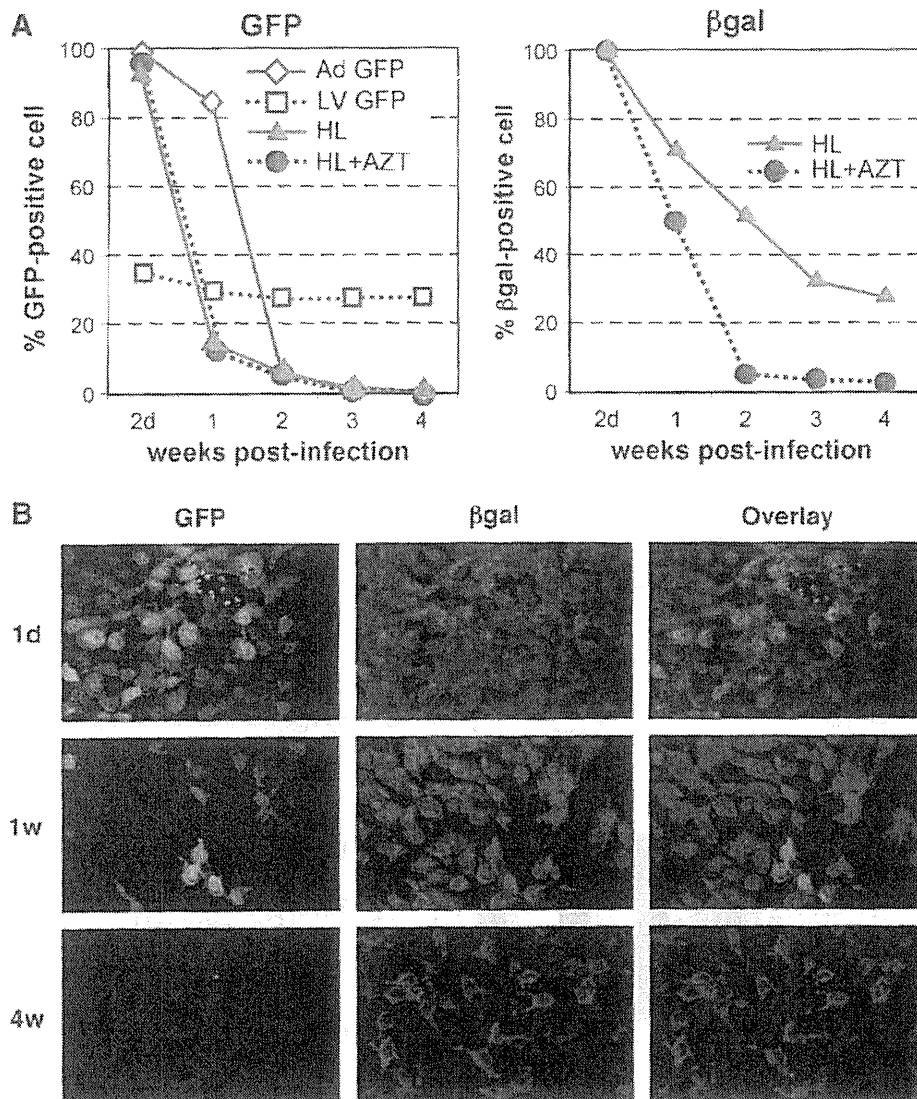 A
GFP
100
80
60
40
20
0
% GFP-positive cell
Ad GFP
LV GFP
HL
HL+AZT
2d 1 2 3 4
weeks post-infection
βgal
100
80
60
40
20
0
% βgal-positive cell
HL
HL+AZT
2d 1 2 3 4
weeks post-infection
B
GFP βgal Overlay
1d
1w
4w